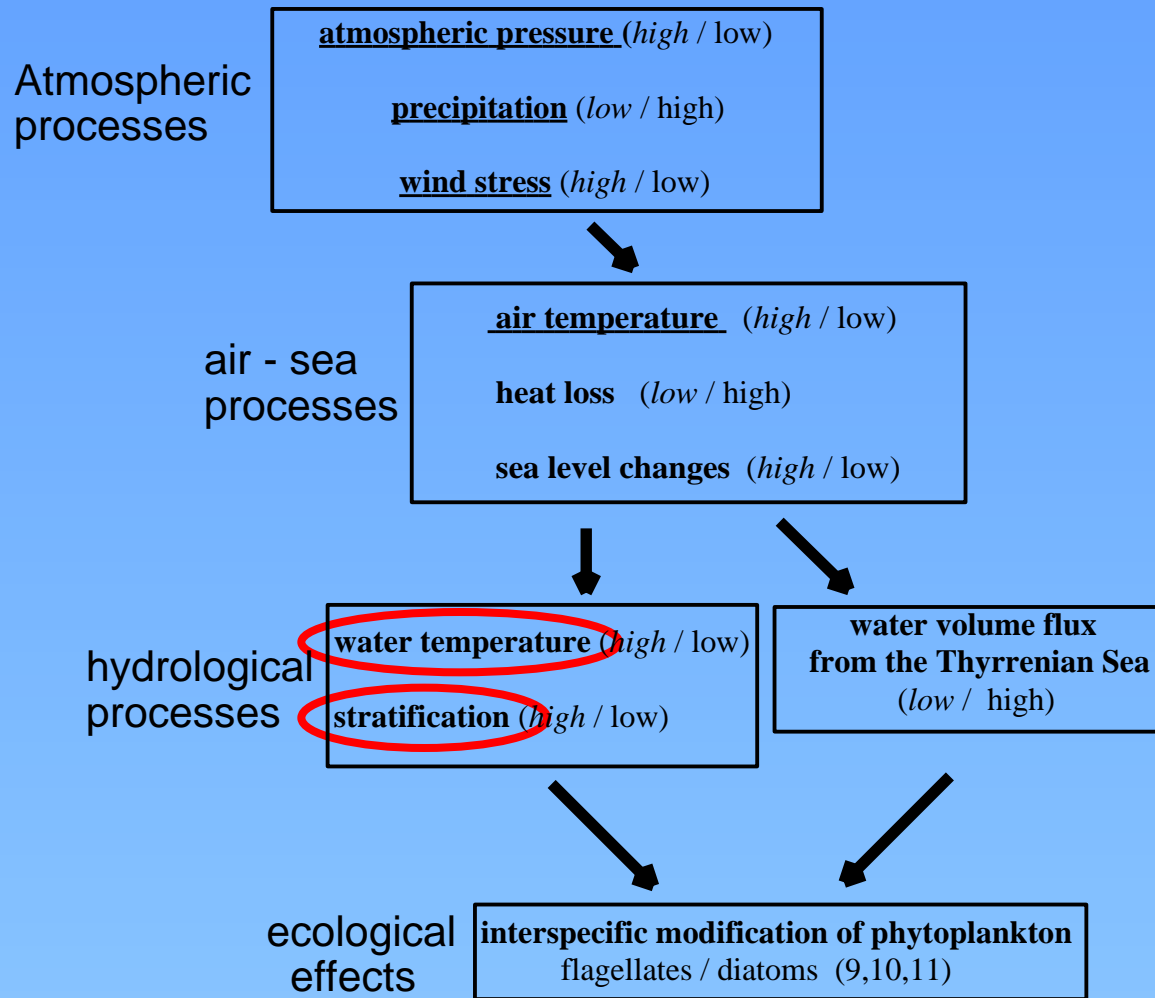 atmospheric pressure (high / low)
Atmospheric
processes
precipitation (low / high)
wind stress (high / low)
air temperature (high / low)
air - sea
processes
heat loss (low / high)
sea level changes (high / low)
hydrological
processes
water temperature (high / low)
stratification (high / low)
water volume flux
from the Thyrrenian Sea
(low / high)
ecological
effects
interspecific modification of phytoplankton
flagellates / diatoms (9,10,11)